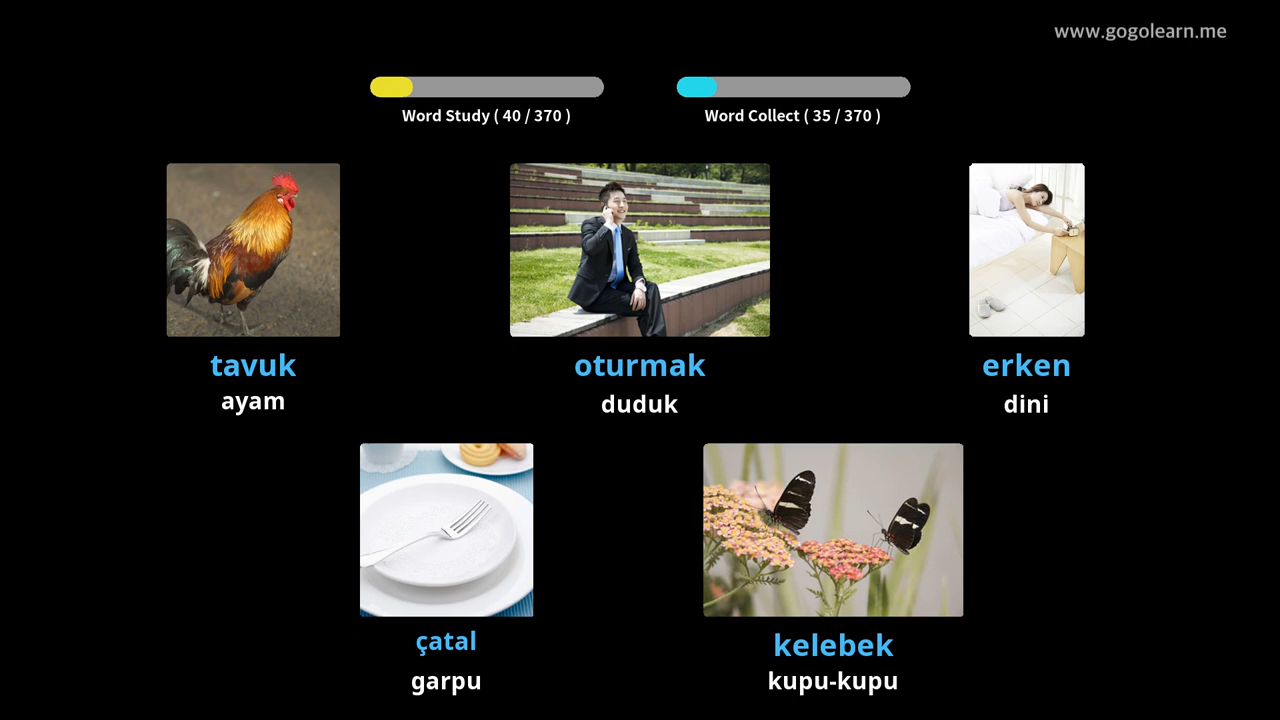 www.gogolearn.me
Word Study ( 40 / 370 )
Word Collect ( 35 / 370 )
tavuk
ayam
oturmak
duduk
erken
dini
çatal
garpu
kelebek
kupu-kupu